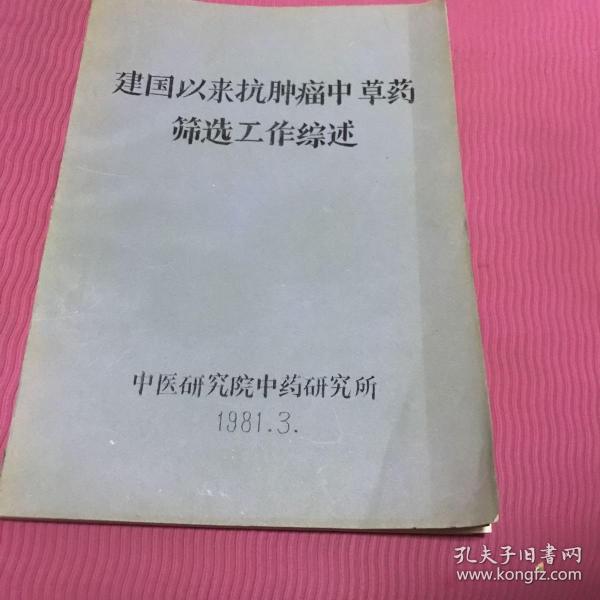 建国以来抗肿瘤中草药
筛选工作综述
中医研究院中药研究所
1981.3.
孔夫子旧书网
www.kongfz.com